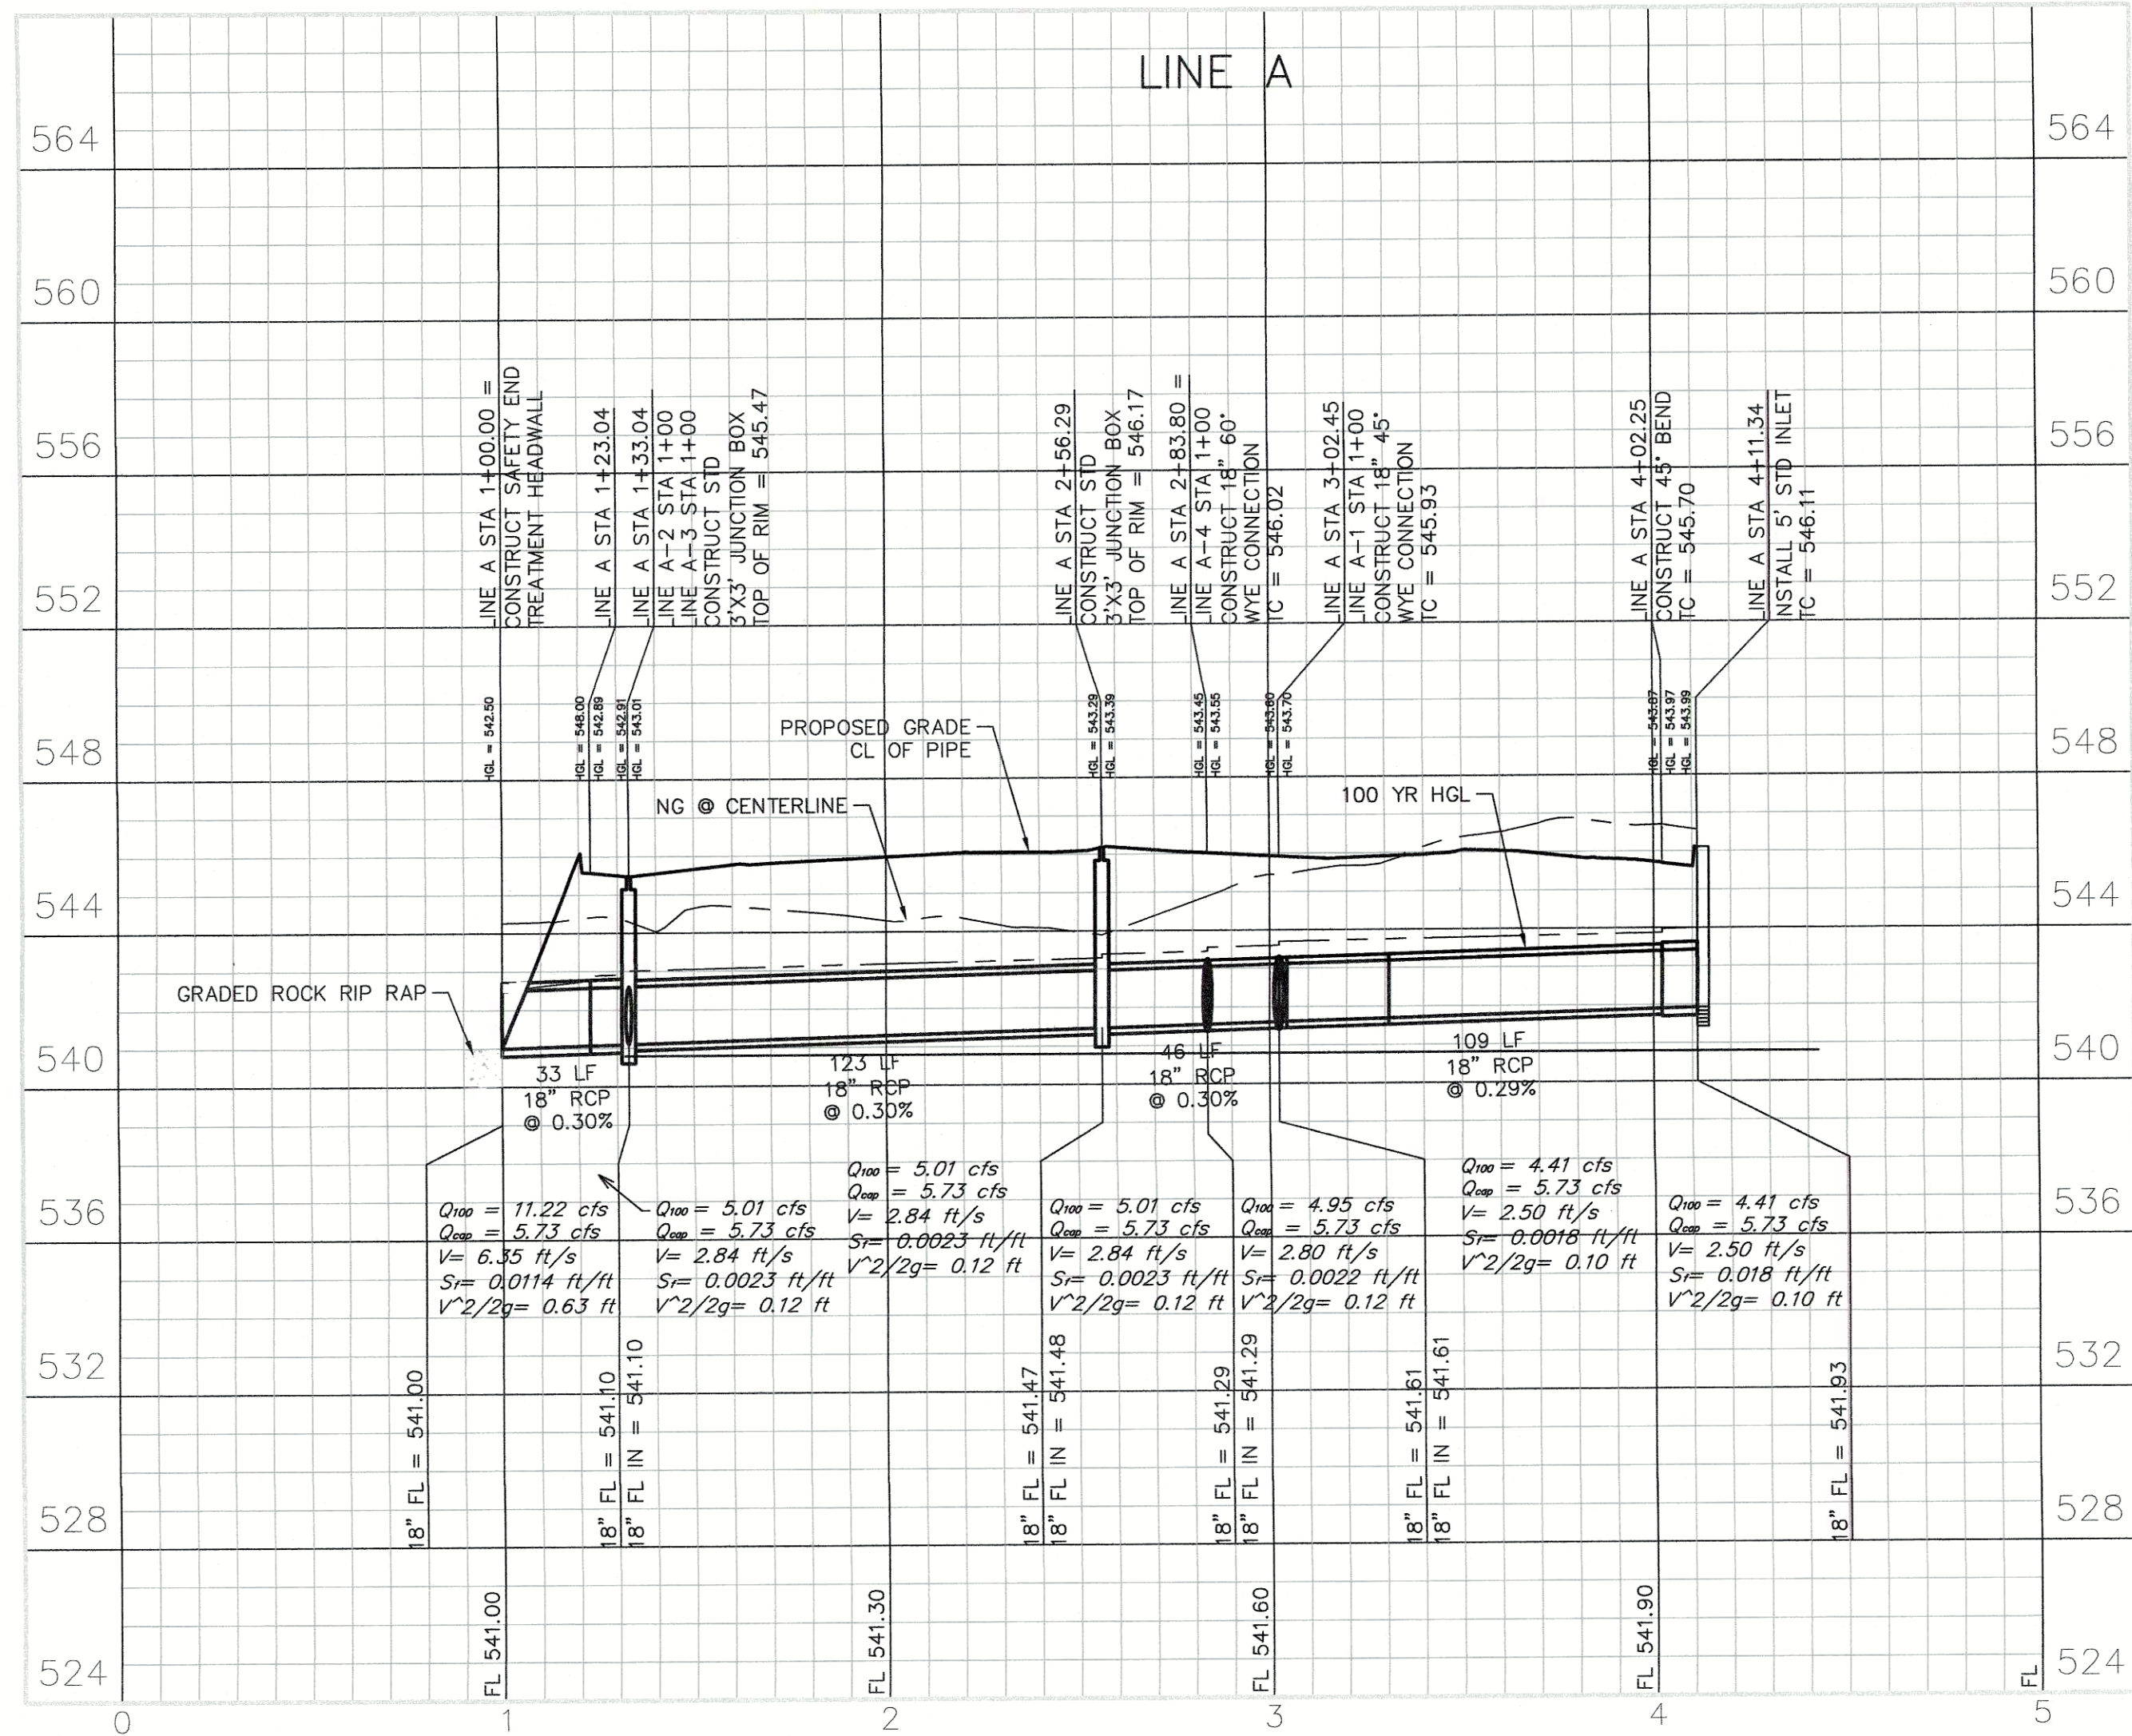 LINE A
564
560
556
552
548
544
540
536
532
528
524
564
560
556
552
548
544
540
536
532
528
524
LINE A STA 1+00.00 =
CONSTRUCT SAFETY END
TREATMENT HEADWALL
LINE A STA 1+23.04
LINE A STA 1+33.04
LINE A-2 STA 1+00
LINE A-3 STA 1+00
CONSTRUCT STD
3'X3' JUNCTION BOX
TOP OF RIM = 545.47
LINE A STA 2+56.29
CONSTRUCT STD
3'X3' JUNCTION BOX
TOP OF RIM = 546.17
LINE A STA 2+83.80 =
LINE A-4 STA 1+00
CONSTRUCT 18" 60°
WYE CONNECTION
TC = 546.02
LINE A STA 3+02.45
LINE A-1 STA 1+00
CONSTRUCT 18" 45°
WYE CONNECTION
TC = 545.93
LINE A STA 4+02.25
CONSTRUCT 45° BEND
TC = 545.70
LINE A STA 4+11.34
INSTALL 5' STD INLET
TC = 546.11
HGL = 542.50
HGL = 548.00
HGL = 542.89
HGL = 542.91
HGL = 543.01
HGL = 543.29
HGL = 543.39
HGL = 543.45
HGL = 543.55
HGL = 543.60
HGL = 543.70
HGL = 543.87
HGL = 543.97
HGL = 543.99
PROPOSED GRADE
CL OF PIPE
NG @ CENTERLINE
100 YR HGL
GRADED ROCK RIP RAP
33 LF
18" RCP
@ 0.30%
123 LF
18" RCP
@ 0.30%
46 LF
18" RCP
@ 0.30%
109 LF
18" RCP
@ 0.29%
Q100 = 11.22 cfs
Qcap = 5.73 cfs
V= 6.35 ft/s
Sf= 0.0114 ft/ft
V^2/2g= 0.63 ft
Q100 = 5.01 cfs
Qcap = 5.73 cfs
V= 2.84 ft/s
Sf= 0.0023 ft/ft
V^2/2g= 0.12 ft
Q100 = 5.01 cfs
Qcap = 5.73 cfs
V= 2.84 ft/s
Sf= 0.0023 ft/ft
V^2/2g= 0.12 ft
Q100 = 5.01 cfs
Qcap = 5.73 cfs
V= 2.84 ft/s
Sf= 0.0023 ft/ft
V^2/2g= 0.12 ft
Q100 = 4.95 cfs
Qcap = 5.73 cfs
V= 2.80 ft/s
Sf= 0.0022 ft/ft
V^2/2g= 0.12 ft
Q100 = 4.41 cfs
Qcap = 5.73 cfs
V= 2.50 ft/s
Sf= 0.0018 ft/ft
V^2/2g= 0.10 ft
Q100 = 4.41 cfs
Qcap = 5.73 cfs
V= 2.50 ft/s
Sf= 0.018 ft/ft
V^2/2g= 0.10 ft
18" FL = 541.00
18" FL = 541.10
18" FL IN = 541.10
18" FL = 541.47
18" FL IN = 541.48
18" FL = 541.29
18" FL IN = 541.29
18" FL = 541.61
18" FL IN = 541.61
18" FL = 541.93
FL 541.00
FL 541.30
FL 541.60
FL 541.90
FL
0
1
2
3
4
5